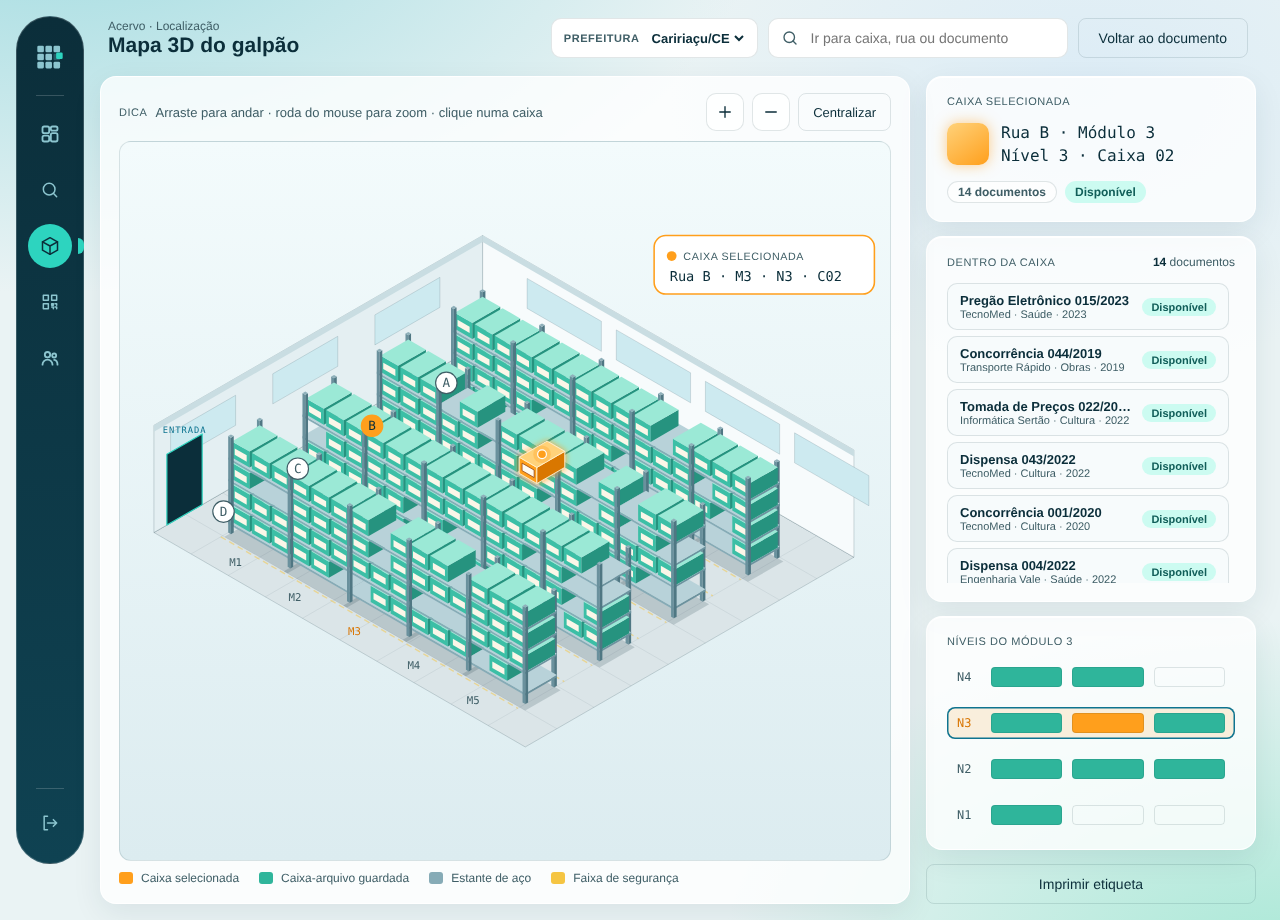 Acervo · Localização
Mapa 3D do galpão
PREFEITURA Caririaçu/CE
Ir para caixa, rua ou documento
Voltar ao documento
DICA Arraste para andar · roda do mouse para zoom · clique numa caixa
+
−
Centralizar
CAIXA SELECIONADA
Rua B · M3 · N3 · C02
ENTRADA
A
B
C
D
M1
M2
M3
M4
M5
Caixa selecionada
Caixa-arquivo guardada
Estante de aço
Faixa de segurança
CAIXA SELECIONADA
Rua B · Módulo 3
Nível 3 · Caixa 02
14 documentos
Disponível
DENTRO DA CAIXA
14 documentos
Pregão Eletrônico 015/2023
TecnoMed · Saúde · 2023
Disponível
Concorrência 044/2019
Transporte Rápido · Obras · 2019
Disponível
Tomada de Preços 022/20…
Informática Sertão · Cultura · 2022
Disponível
Dispensa 043/2022
TecnoMed · Cultura · 2022
Disponível
Concorrência 001/2020
TecnoMed · Cultura · 2020
Disponível
Dispensa 004/2022
Engenharia Vale · Saúde · 2022
Disponível
NÍVEIS DO MÓDULO 3
N4
N3
N2
N1
Imprimir etiqueta